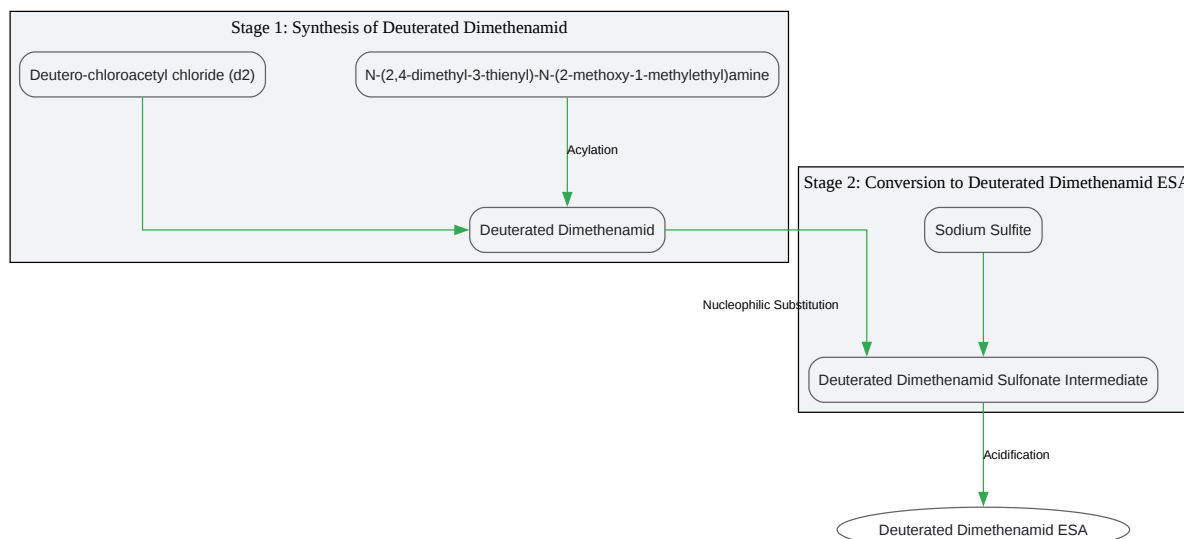 Stage 1: Synthesis of Deuterated Dimethenamid
Deutero-chloroacetyl chloride (d2)
N-(2,4-dimethyl-3-thienyl)-N-(2-methoxy-1-methylethyl)amine
Acylation
Stage 2: Conversion to Deuterated Dimethenamid ESA
Deuterated Dimethenamid
Sodium Sulfite
Nucleophilic Substitution
Deuterated Dimethenamid Sulfonate Intermediate
Acidification
Deuterated Dimethenamid ESA